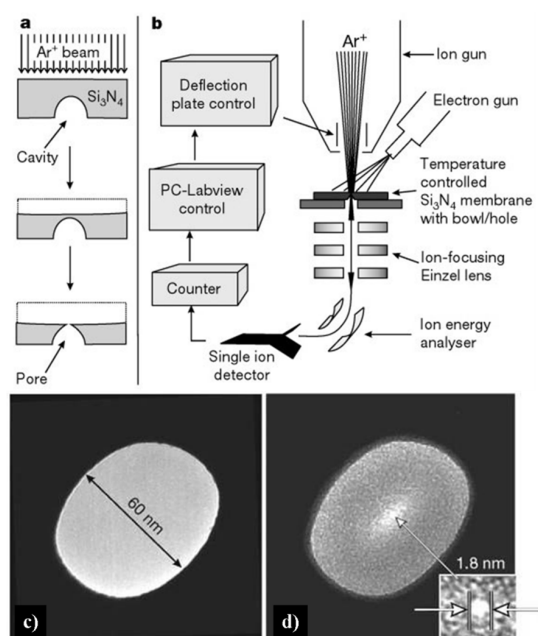 a
Ar⁺ beam
Si₃N₄
Cavity
Pore
b
Ar⁺
Ion gun
Deflection
plate control
Electron gun
PC-Labview
control
Temperature
controlled
Si₃N₄ membrane
with bowl/hole
Counter
Ion-focusing
Einzel lens
Single ion
detector
Ion energy
analyser
60 nm
c)
1.8 nm
d)